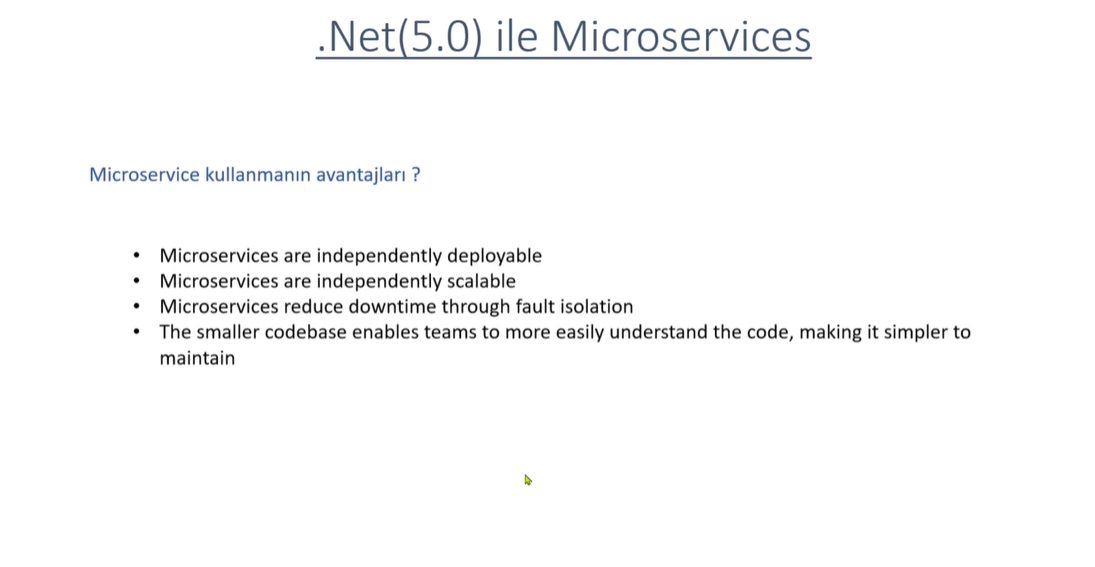 .Net(5.0) ile Microservices
Microservice kullanmanın avantajları ?
• Microservices are independently deployable
• Microservices are independently scalable
• Microservices reduce downtime through fault isolation
• The smaller codebase enables teams to more easily understand the code, making it simpler to
maintain